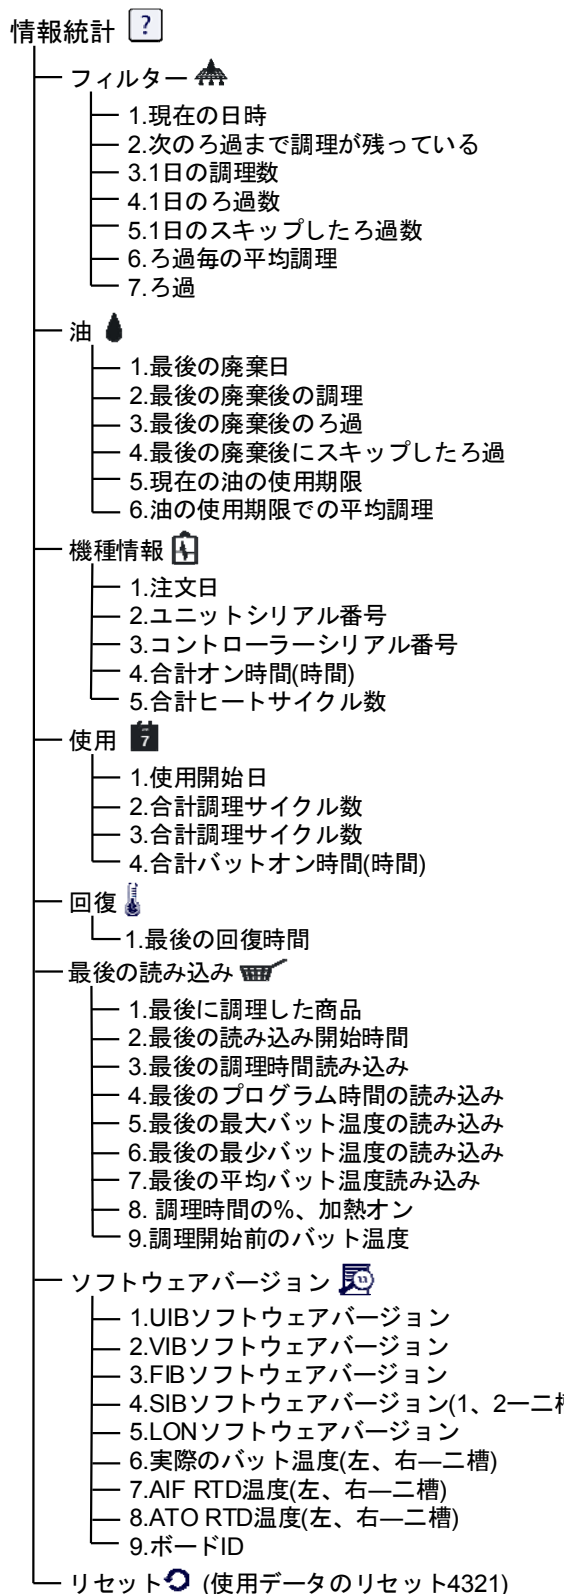 情報統計 ?
フィルター
1.現在の日時
2.次のろ過まで調理が残っている
3.1日の調理数
4.1日のろ過数
5.1日のスキップしたろ過数
6.ろ過毎の平均調理
7.ろ過
油
1.最後の廃棄日
2.最後の廃棄後の調理
3.最後の廃棄後のろ過
4.最後の廃棄後にスキップしたろ過
5.現在の油の使用期限
6.油の使用期限での平均調理
機種情報
1.注文日
2.ユニットシリアル番号
3.コントローラーシリアル番号
4.合計オン時間(時間)
5.合計ヒートサイクル数
使用 7
1.使用開始日
2.合計調理サイクル数
3.合計調理サイクル数
4.合計バットオン時間(時間)
回復
1.最後の回復時間
最後の読み込み
1.最後に調理した商品
2.最後の読み込み開始時間
3.最後の調理時間読み込み
4.最後のプログラム時間の読み込み
5.最後の最大バット温度の読み込み
6.最後の最少バット温度の読み込み
7.最後の平均バット温度読み込み
8. 調理時間の%、加熱オン
9.調理開始前のバット温度
ソフトウェアバージョン
1.UIBソフトウェアバージョン
2.VIBソフトウェアバージョン
3.FIBソフトウェアバージョン
4.SIBソフトウェアバージョン(1、2一二
5.LONソフトウェアバージョン
6.実際のバット温度(左、右—二槽)
7.AIF RTD温度(左、右—二槽)
8.ATO RTD温度(左、右—二槽)
9.ボードID
リセット (使用データのリセット4321)